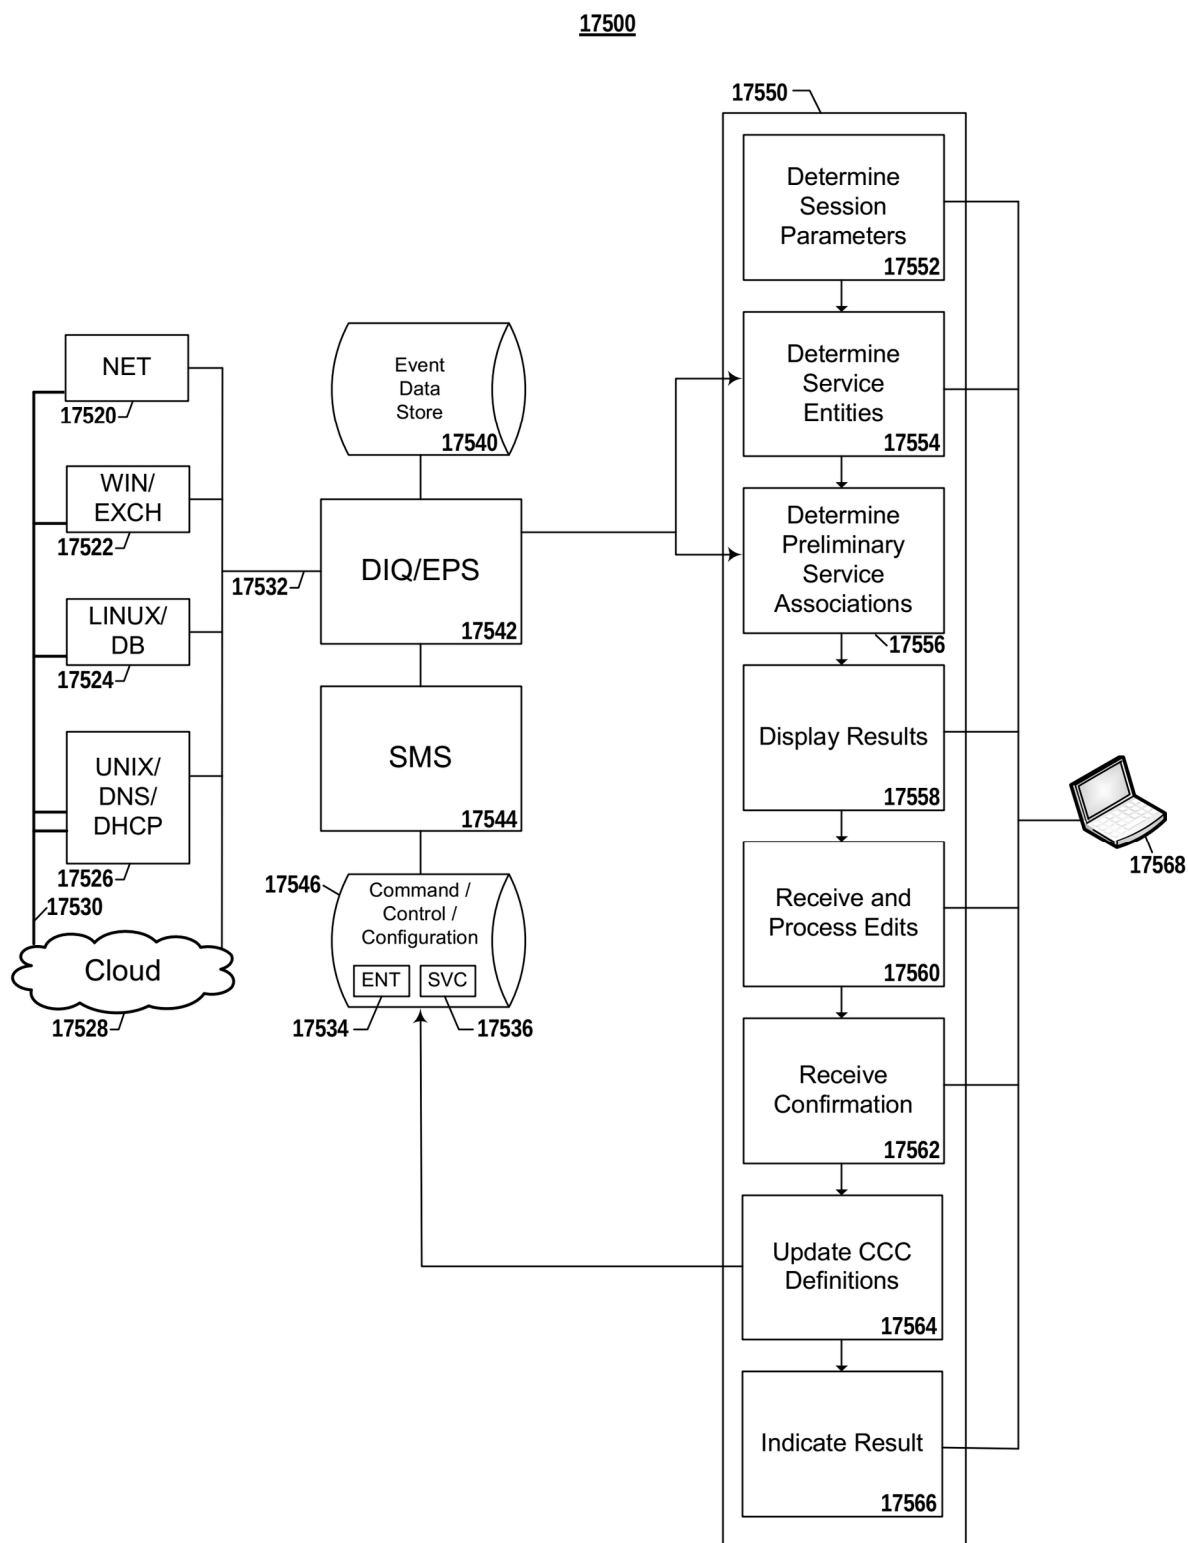 17500
17550
Determine
Session
Parameters
17552
Determine
Service
Entities
17554
Determine
Preliminary
Service
Associations
17556
Display Results
17558
Receive and
Process Edits
17560
Receive
Confirmation
17562
Update CCC
Definitions
17564
Indicate Result
17566
17568
NET
17520
WIN/
EXCH
17522
LINUX/
DB
17524
UNIX/
DNS/
DHCP
17526
17530
Cloud
17528
17532
Event
Data
Store
17540
DIQ/EPS
17542
SMS
17544
17546
Command /
Control /
Configuration
ENT
SVC
17534
17536